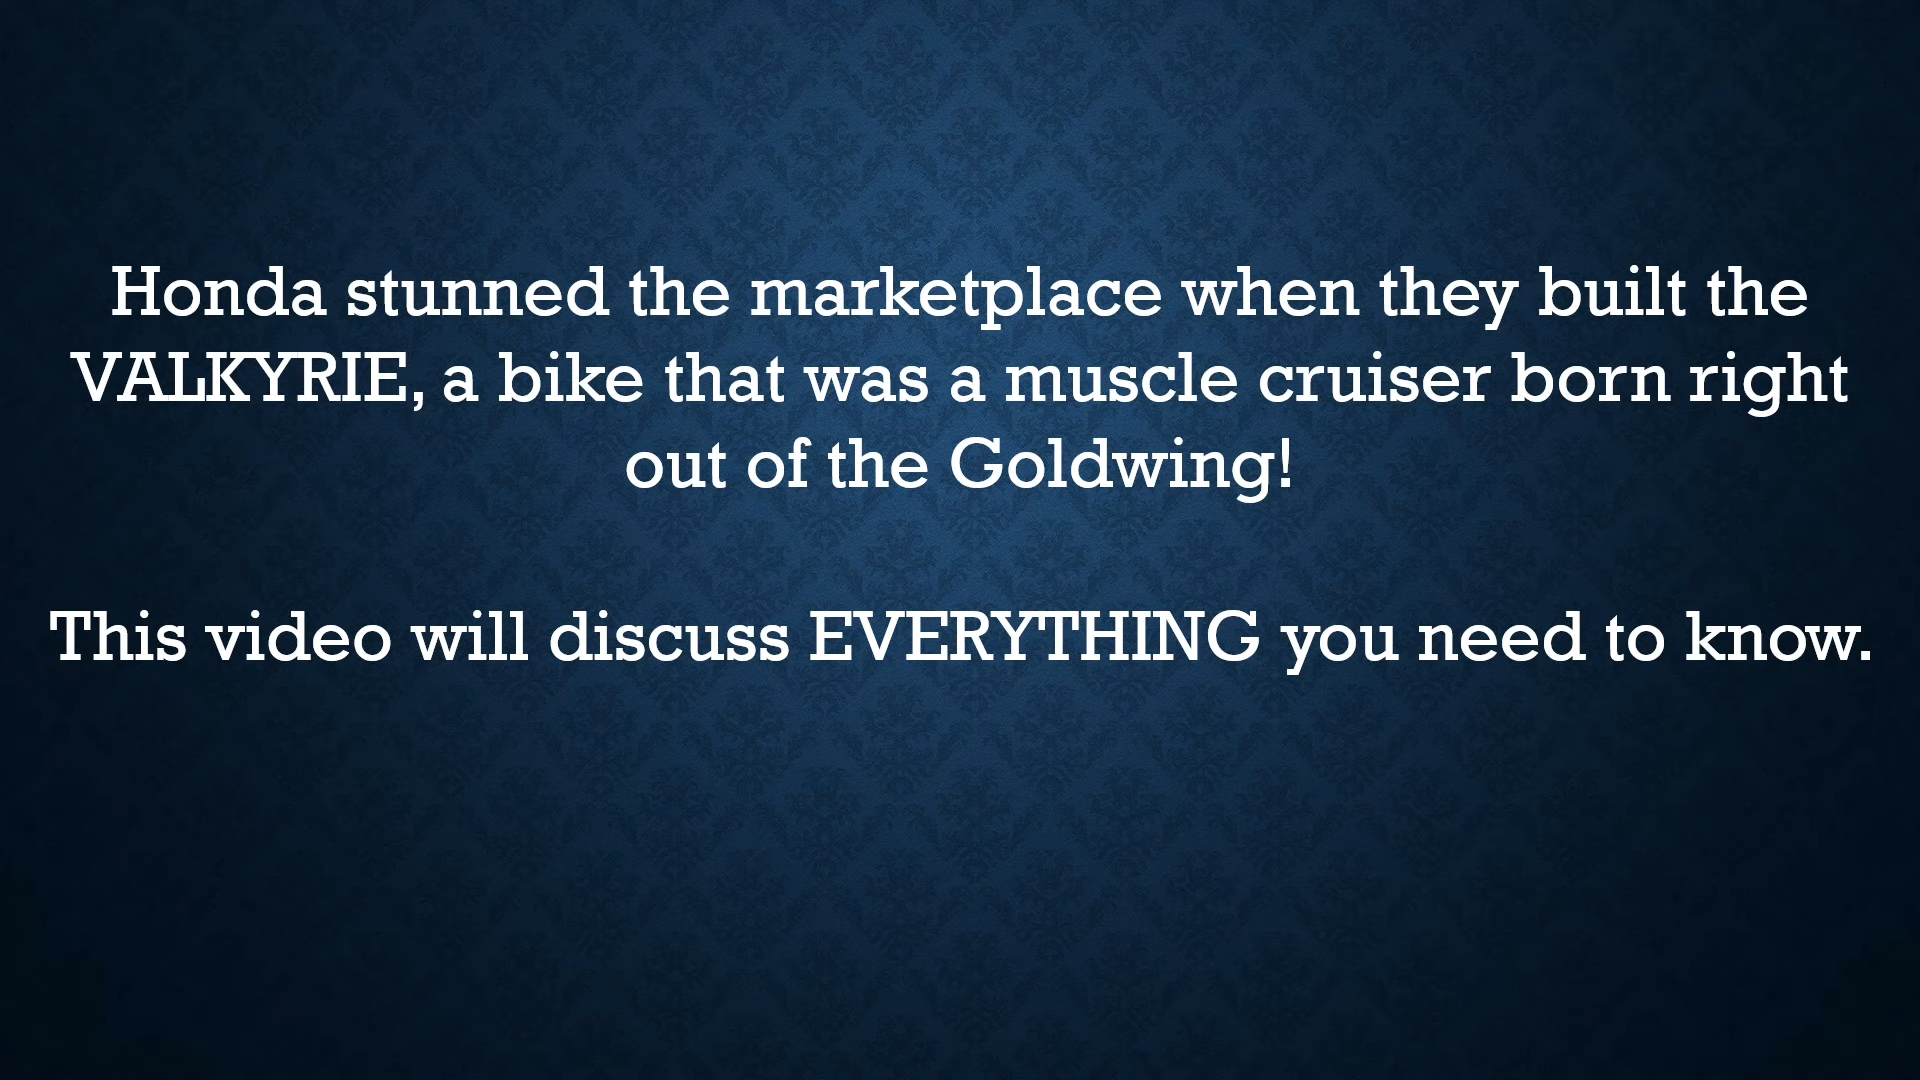 Honda stunned the marketplace when they built the
VALKYRIE, a bike that was a muscle cruiser born right
out of the Goldwing!
This video will discuss EVERYTHING you need to know.